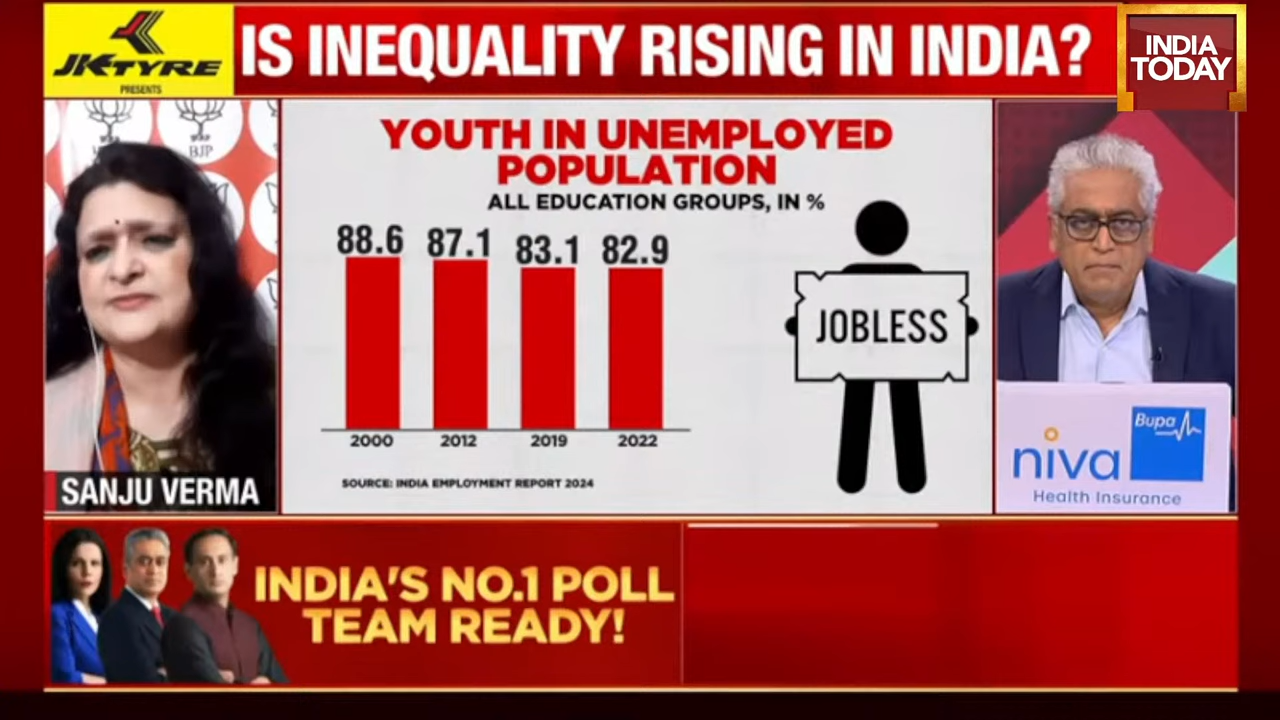 JK TYRE
PRESENTS
IS INEQUALITY RISING IN INDIA?
INDIA
TODAY
BJP
YOUTH IN UNEMPLOYED
POPULATION
ALL EDUCATION GROUPS, IN %
88.6 87.1 83.1 82.9
2000 2012 2019 2022
SOURCE: INDIA EMPLOYMENT REPORT 2024
JOBLESS
SANJU VERMA
Bupa
niva
Health Insurance
INDIA'S NO.1 POLL
TEAM READY!